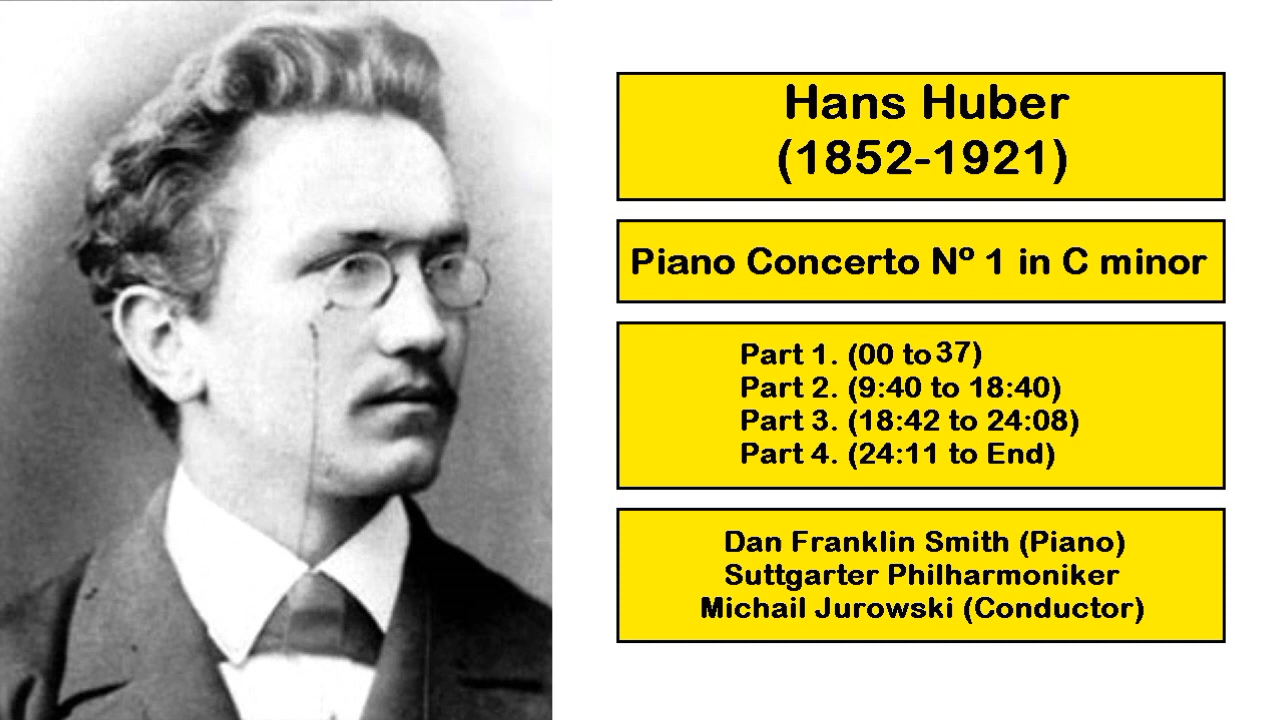 Hans Huber
(1852-1921)
Piano Concerto Nº 1 in C minor
Part 1. (00 to 37)
Part 2. (9:40 to 18:40)
Part 3. (18:42 to 24:08)
Part 4. (24:11 to End)
Dan Franklin Smith (Piano)
Suttgarter Philharmoniker
Michail Jurowski (Conductor)